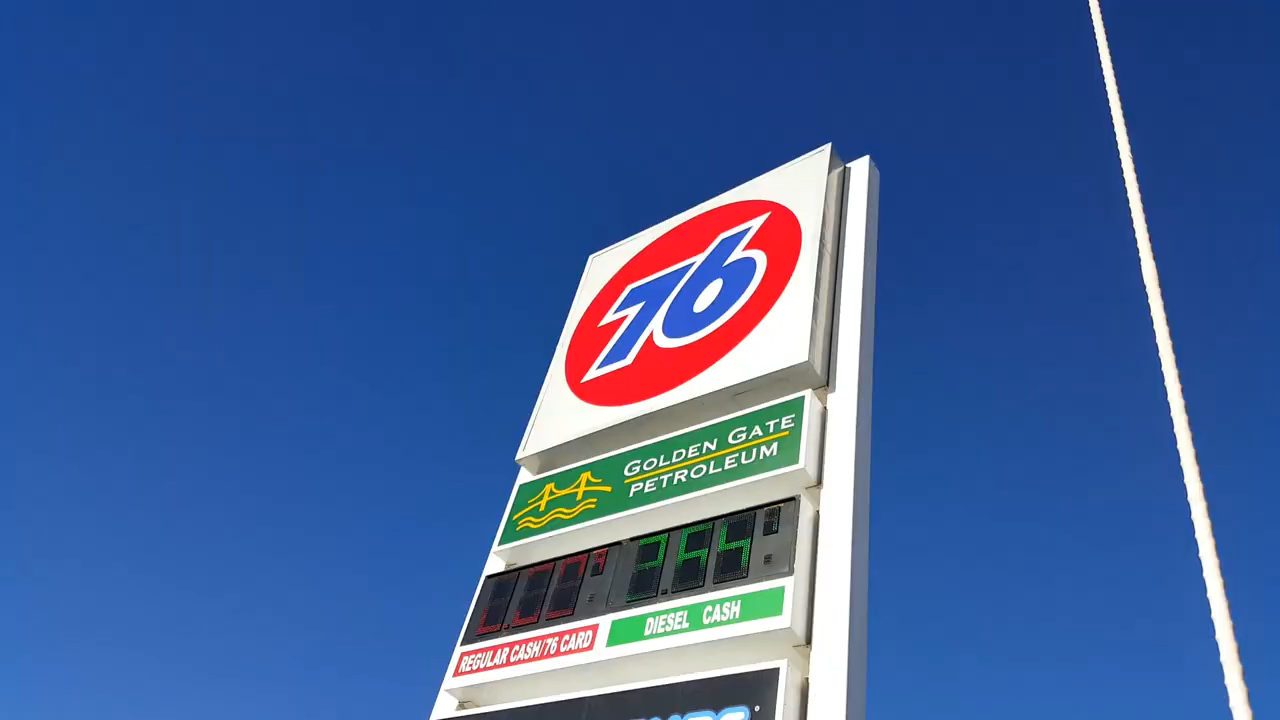 76
GOLDEN GATE
PETROLEUM
REGULAR CASH/76 CARD
DIESEL CASH